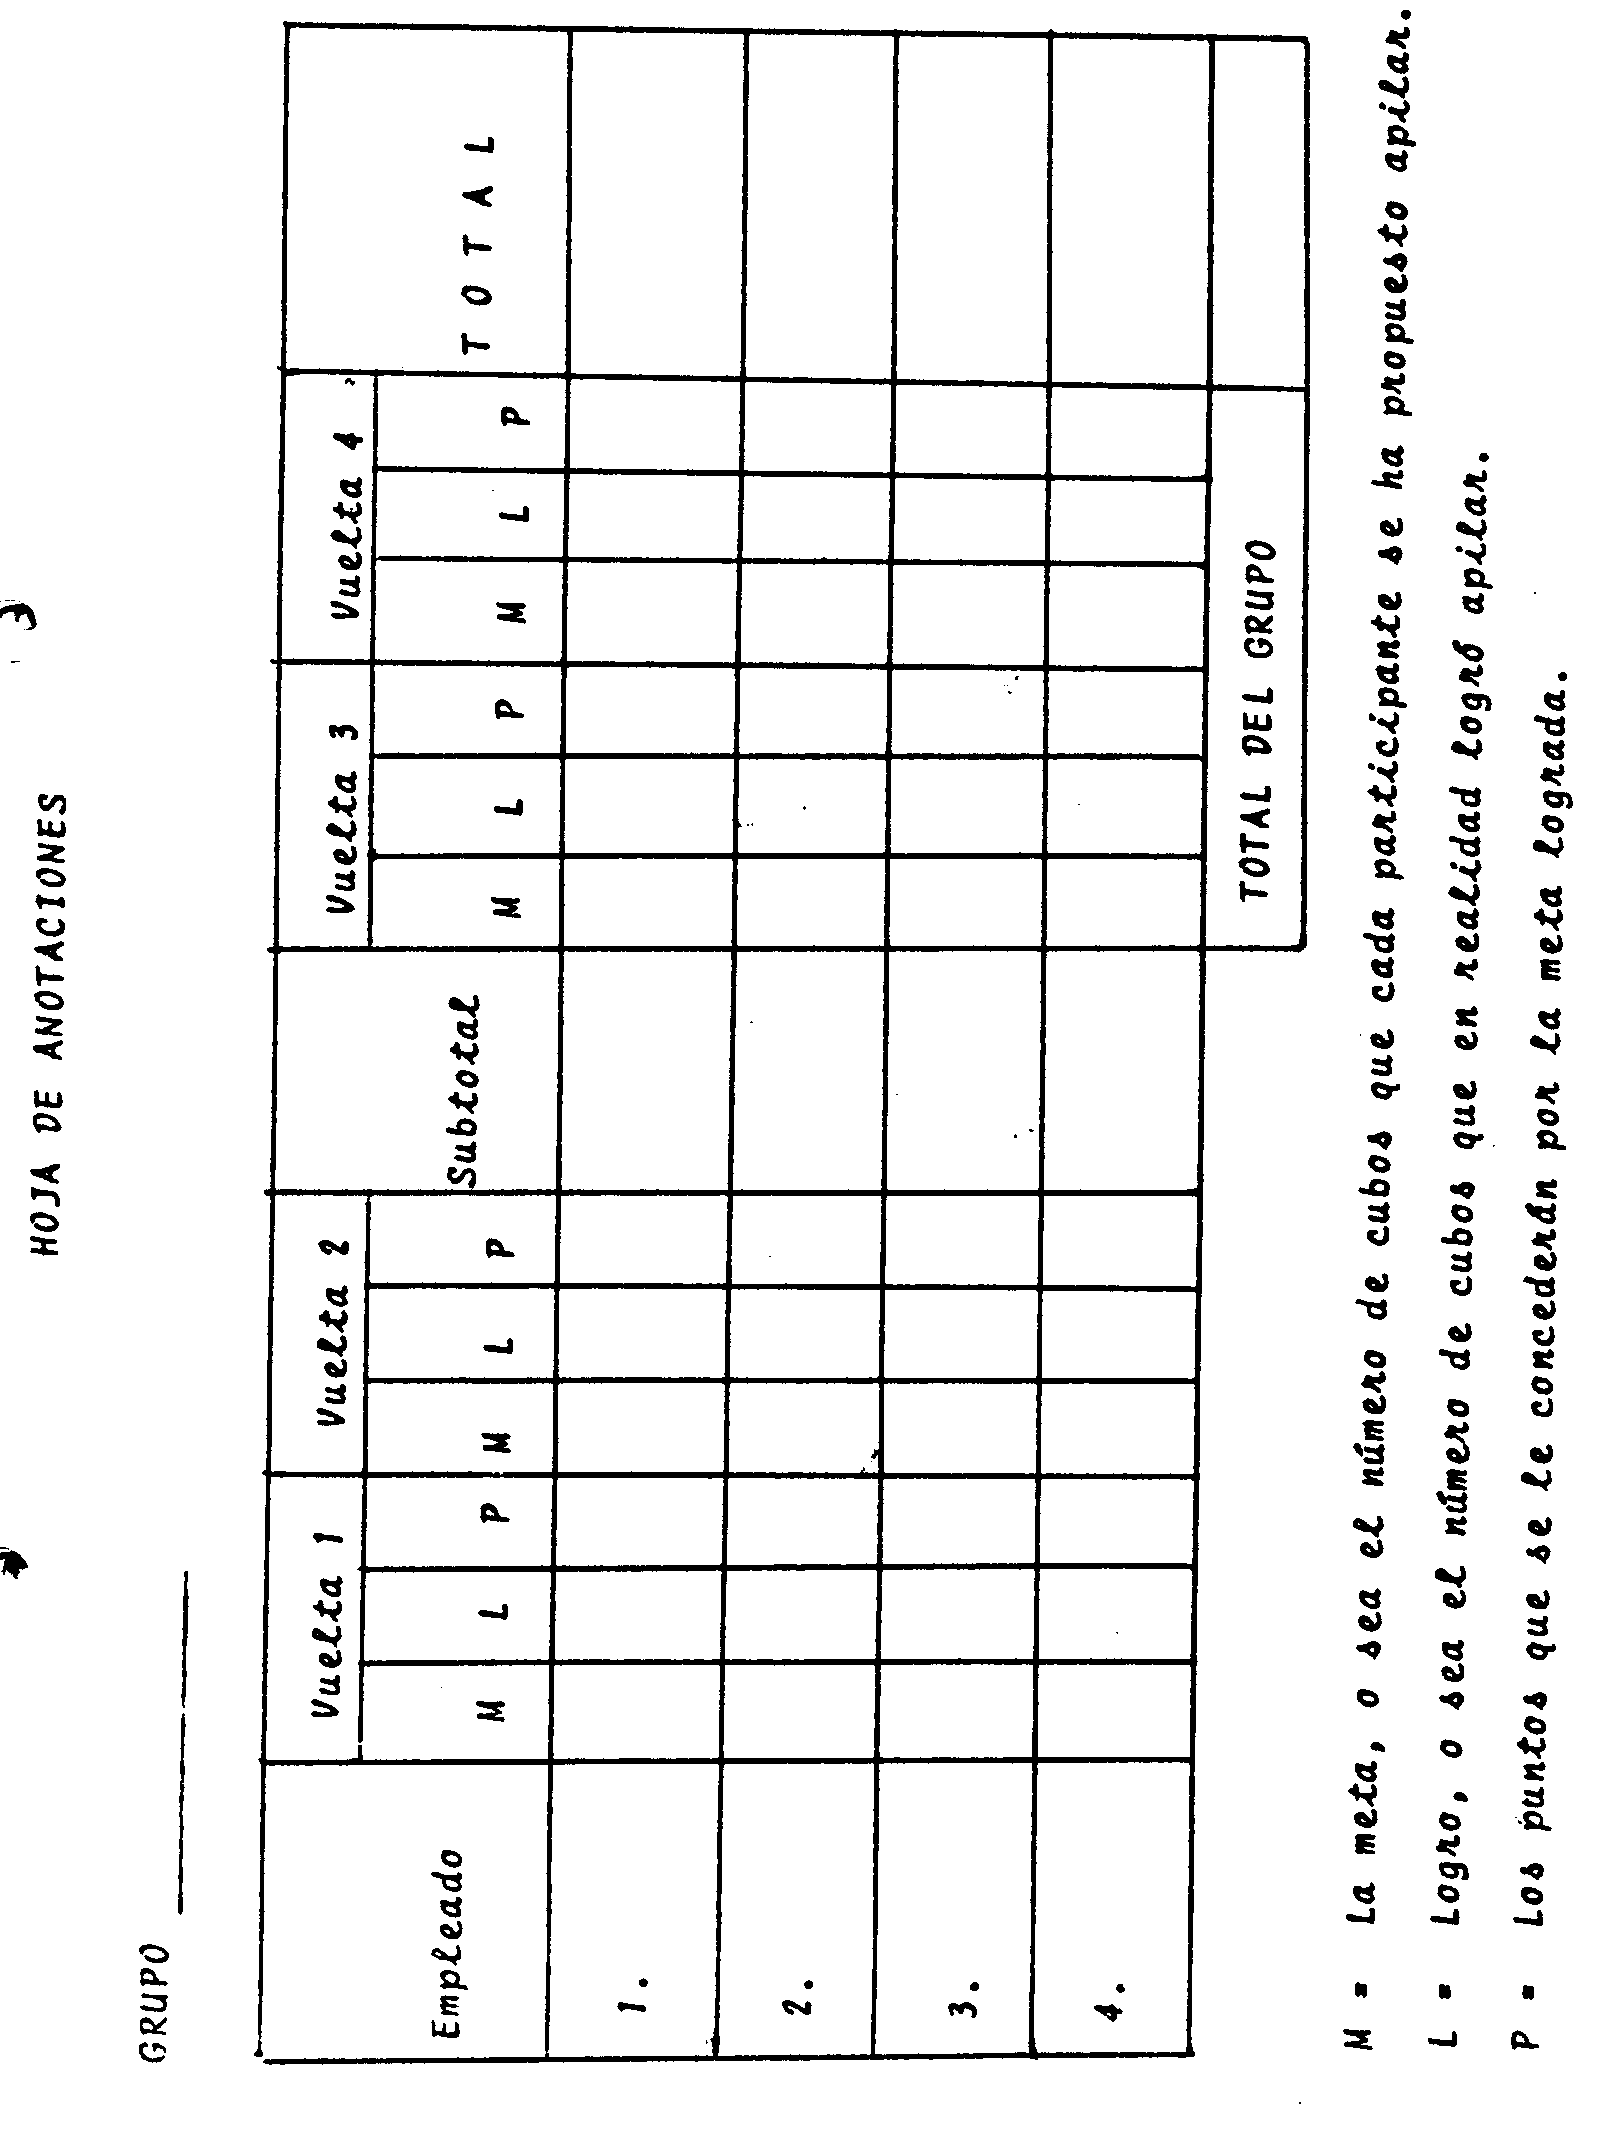 HOJA DE ANOTACIONES
GRUPO
Vuelta 1 Vuelta 2 Vuelta 3 Vuelta 4
Empleado M L P M L P Subtotal M L P M L P TOTAL
1.
2.
3.
4.
TOTAL DEL GRUPO
M = La meta, o sea el número de cubos que cada participante se ha propuesto apilar.
L = Logro, o sea el número de cubos que en realidad logró apilar.
P = Los puntos que se le concederán por la meta lograda.